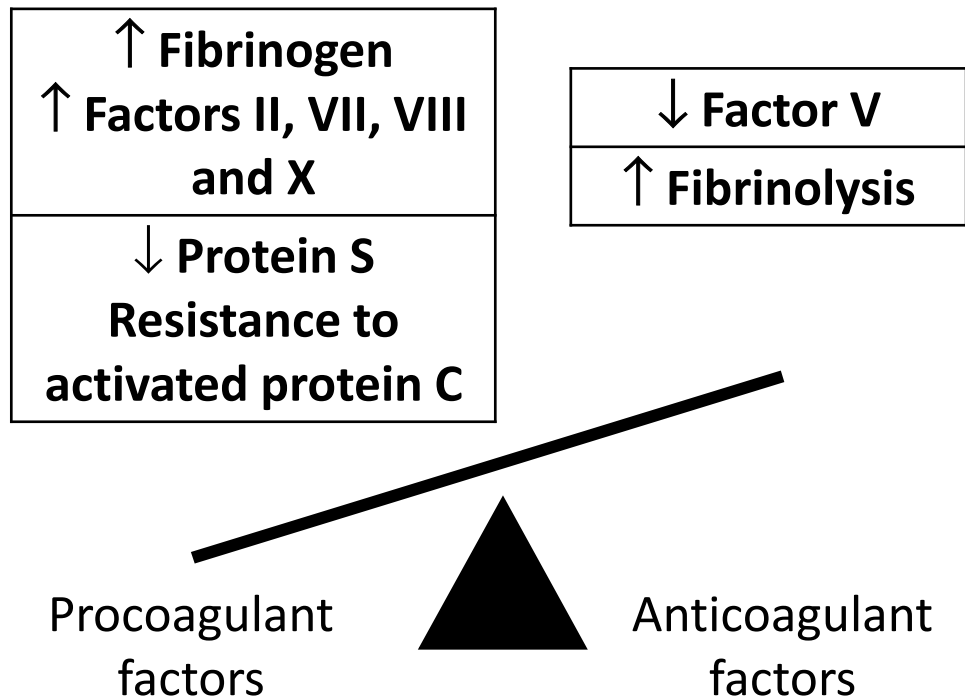 ↑ Fibrinogen
↑ Factors II, VII, VIII
and X
↓ Protein S
Resistance to
activated protein C
↓ Factor V
↑ Fibrinolysis
Procoagulant
factors
Anticoagulant
factors